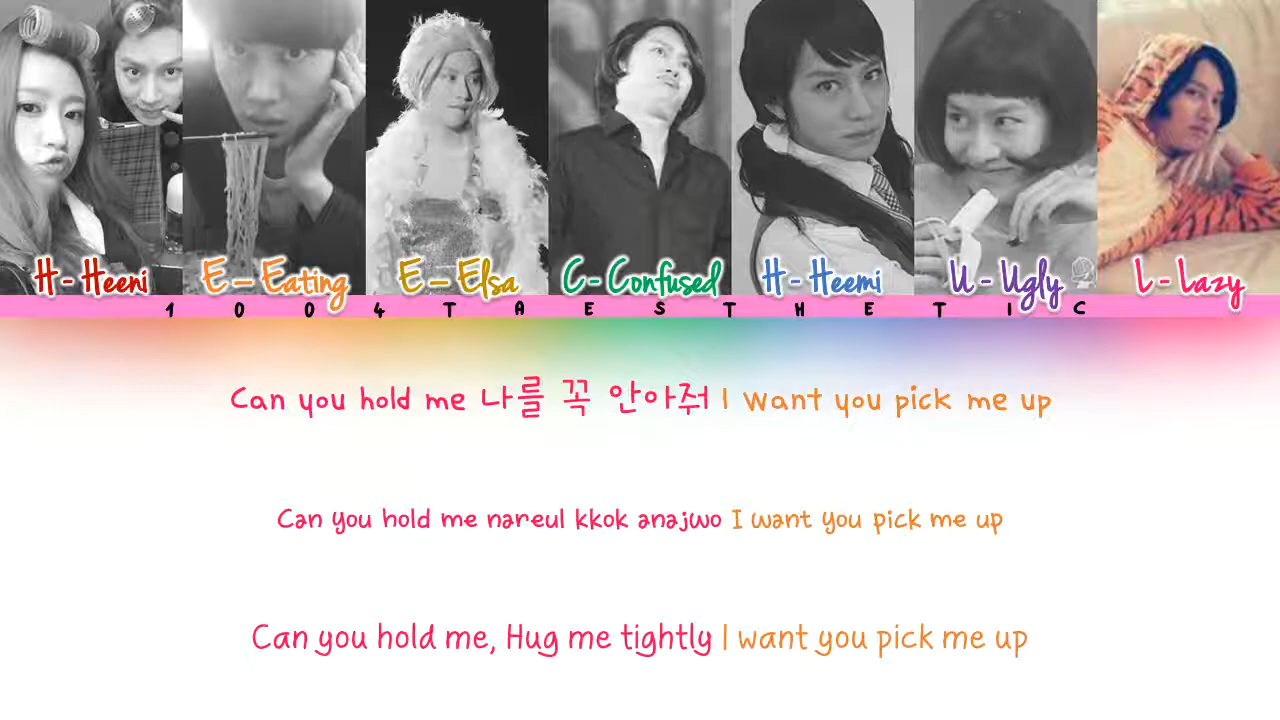 H - Heeni E - Eating E - Elsa C - Confused H - Heemi U - Ugly L - Lazy
1 0 0 4 T A E S T H E T I C
Can you hold me 나를 꼭 안아줘 I want you pick me up
Can you hold me nareul kkok anajwo I want you pick me up
Can you hold me, Hug me tightly I want you pick me up